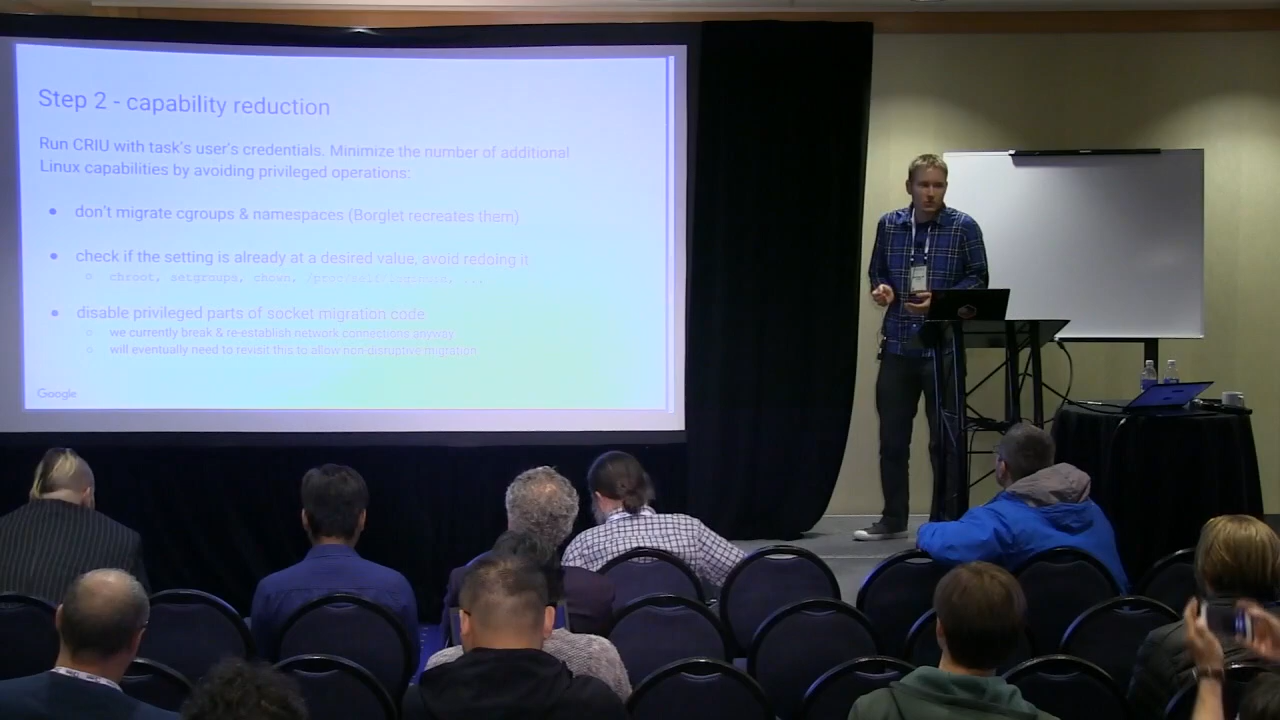 Step 2 - capability reduction
Run CRIU with task's user's credentials. Minimize the number of additional
Linux capabilities by avoiding privileged operations:
● don't migrate cgroups & namespaces (Borglet recreates them)
● check if the setting is already at a desired value, avoid redoing it
○ chroot, setgroups, chown, /proc/self/loginuid, ...
● disable privileged parts of socket migration code
○ we currently break & re-establish network connections anyway
○ will eventually need to revisit this to allow non-disruptive migration
Google